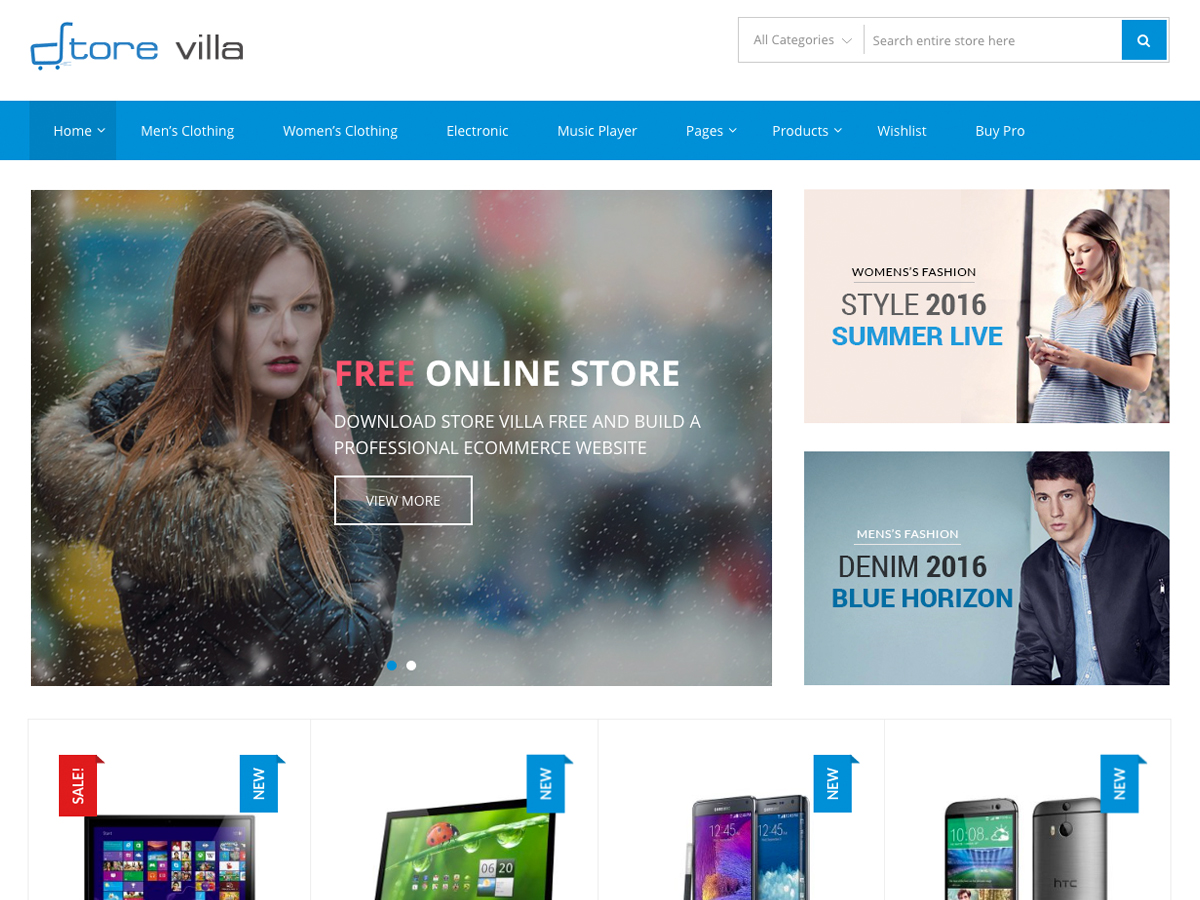 store villa
All Categories
Search entire store here
Home
Men's Clothing
Women's Clothing
Electronic
Music Player
Pages
Products
Wishlist
Buy Pro
FREE ONLINE STORE
DOWNLOAD STORE VILLA FREE AND BUILD A
PROFESSIONAL ECOMMERCE WEBSITE
VIEW MORE
WOMENS'S FASHION
STYLE 2016
SUMMER LIVE
MENS'S FASHION
DENIM 2016
BLUE HORIZON
SALE!
NEW
NEW
NEW
NEW
Start
06 20
SAMSUNG
12:45
SAMSUNG
12:45
10:08
hTC